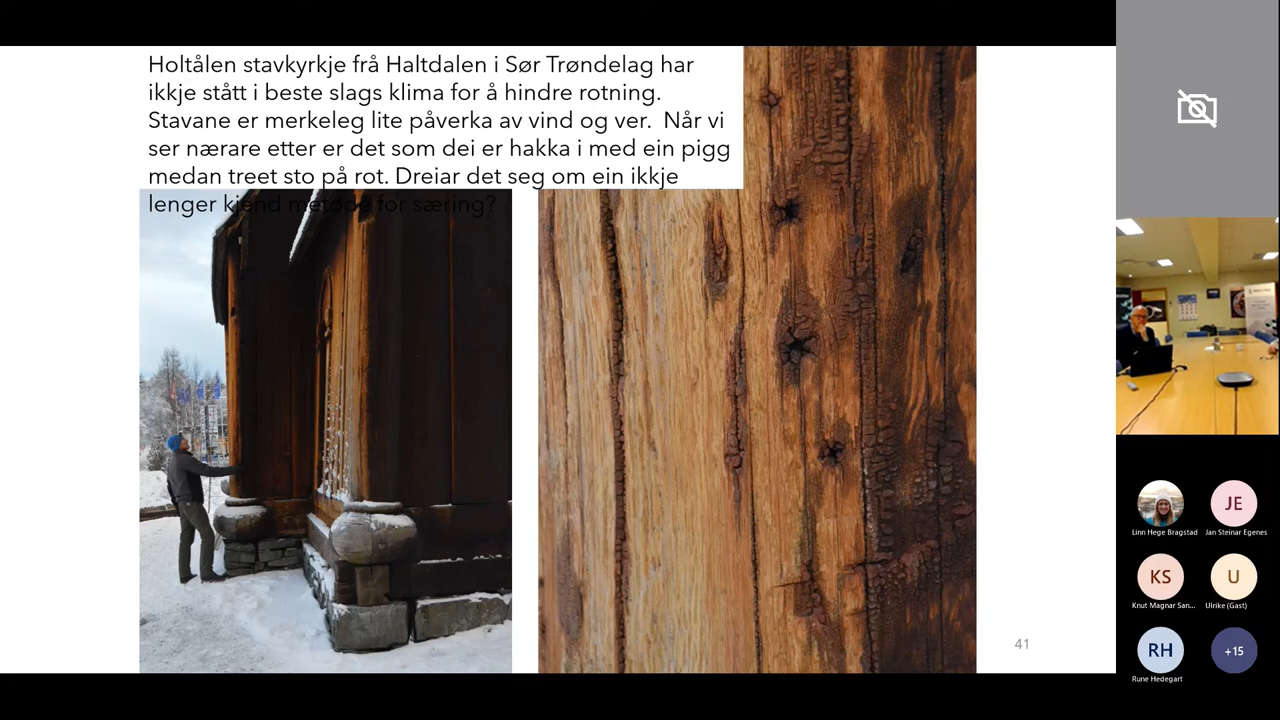 Holtålen stavkyrkje frå Haltdalen i Sør Trøndelag har
ikkje stått i beste slags klima for å hindre rotning.
Stavane er merkeleg lite påverka av vind og ver.  Når vi
ser nærare etter er det som dei er hakka i med ein pigg
medan treet sto på rot. Dreiar det seg om ein ikkje
lenger kjend metode for særing?
41
JE
Linn Hege Bragstad
Jan Steinar Egenes
KS
U
Knut Magnar San...
Ulrike (Gast)
RH
+15
Rune Hedegart